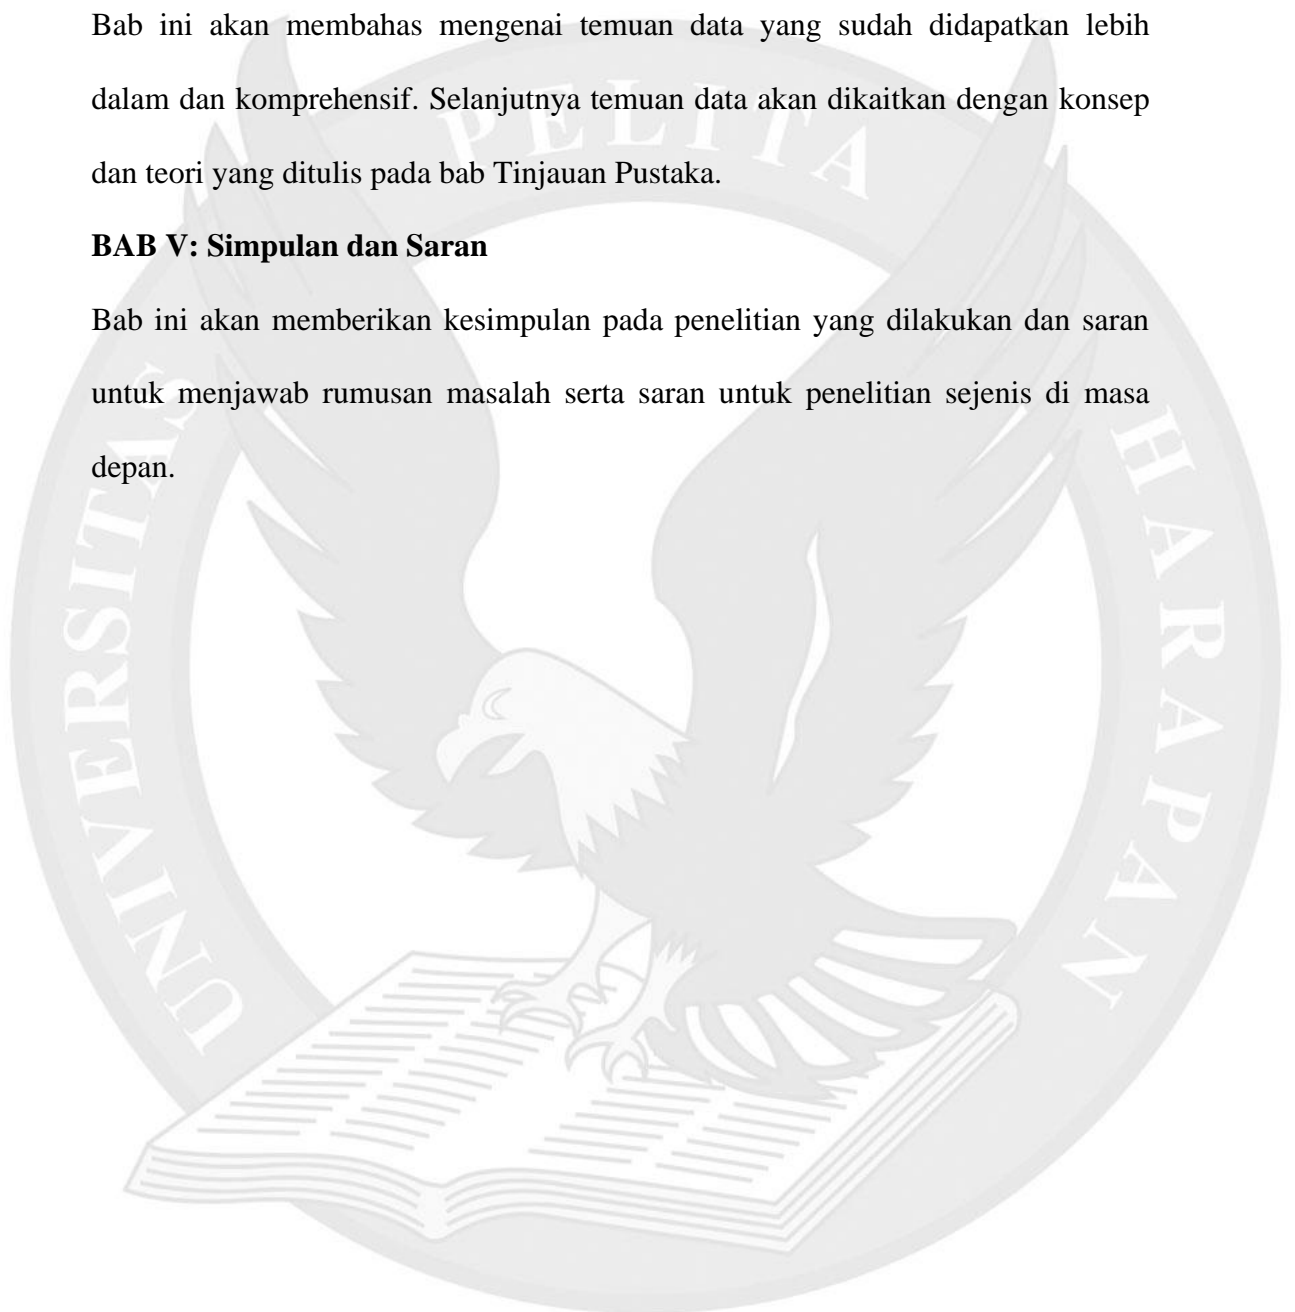 Bab ini akan membahas mengenai temuan data yang sudah didapatkan lebih
dalam dan komprehensif. Selanjutnya temuan data akan dikaitkan dengan konsep
dan teori yang ditulis pada bab Tinjauan Pustaka.
BAB V: Simpulan dan Saran
Bab ini akan memberikan kesimpulan pada penelitian yang dilakukan dan saran
untuk menjawab rumusan masalah serta saran untuk penelitian sejenis di masa
depan.
UNIVERSITAS
PELITA
HARAPAN